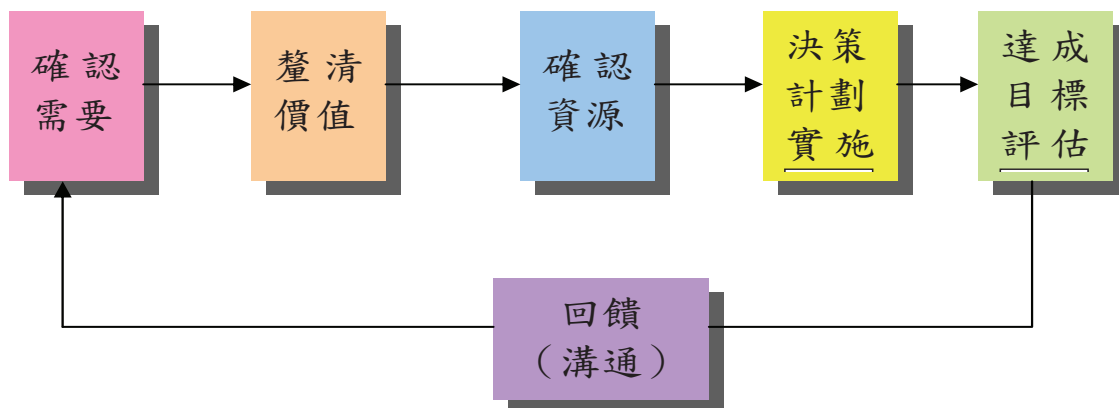 確認
需要
釐清
價值
確認
資源
決策
計劃
實施
達成
目標
評估
回饋
（溝通）